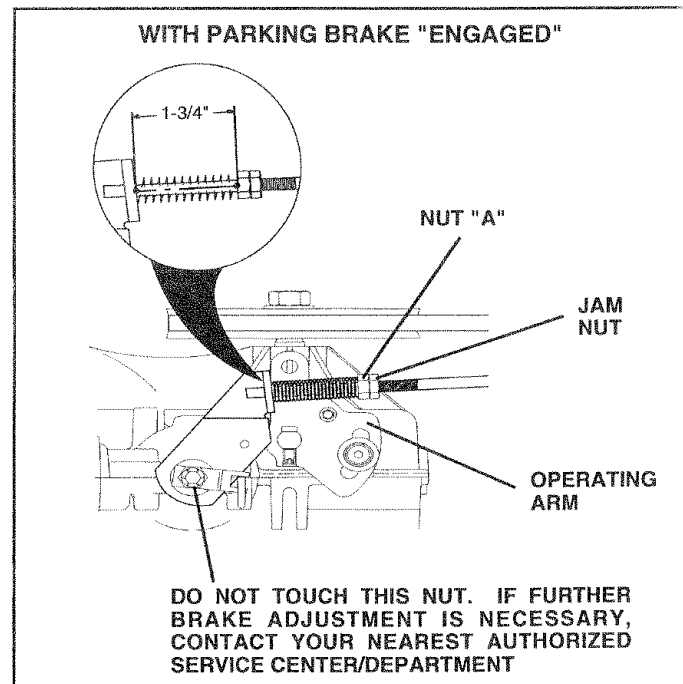 WITH PARKING BRAKE "ENGAGED"
1-3/4"
NUT "A"
JAM
NUT
OPERATING
ARM
DO NOT TOUCH THIS NUT. IF FURTHER
BRAKE ADJUSTMENT IS NECESSARY,
CONTACT YOUR NEAREST AUTHORIZED
SERVICE CENTER/DEPARTMENT